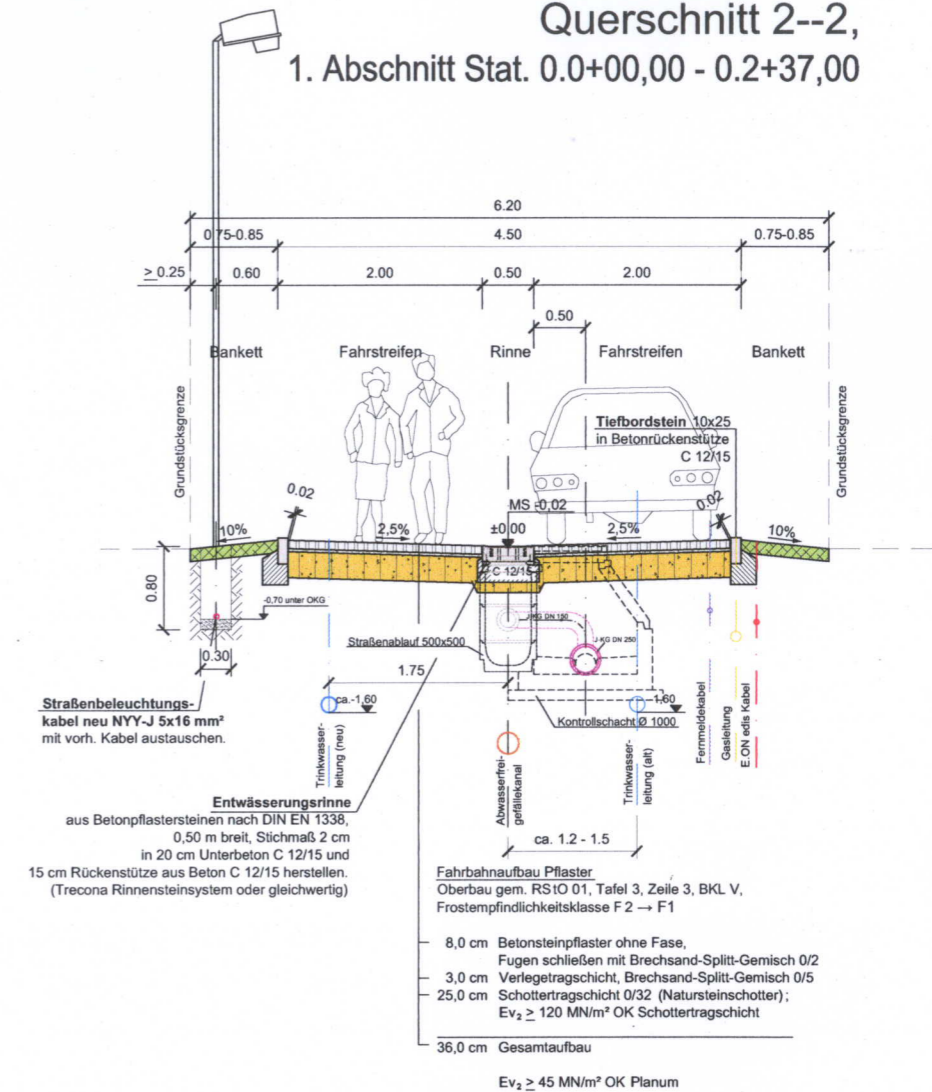 Querschnitt 2--2,
1. Abschnitt Stat. 0.0+00,00 - 0.2+37,00
6.20
0.75-0.85
4.50
0.75-0.85
≥ 0.25
0.60
2.00
0.50
2.00
0.50
Bankett
Fahrstreifen
Rinne
Fahrstreifen
Bankett
Grundstücksgrenze
Grundstücksgrenze
Tiefbordstein 10x25
in Betonrückenstütze
C 12/15
0.02
0.02
MS -0,02
10%
2,5%
±0.00
2,5%
10%
C 12/15
0.80
-0,70 unter OKG
J-KG DN 150
J-KG DN 250
Straßenablauf 500x500
0.30
1.75
ca.-1,60
1,60
Kontrollschacht Ø 1000
Straßenbeleuchtungs-
kabel neu NYY-J 5x16 mm²
mit vorh. Kabel austauschen.
Trinkwasser-
leitung (neu)
Abwasserfrei-
gefällekanal
Trinkwasser-
leitung (alt)
Fernmeldekabel
Gasleitung
E.ON edis Kabel
Entwässerungsrinne
aus Betonpflastersteinen nach DIN EN 1338,
0,50 m breit, Stichmaß 2 cm
in 20 cm Unterbeton C 12/15 und
15 cm Rückenstütze aus Beton C 12/15 herstellen.
(Trecona Rinnensteinsystem oder gleichwertig)
ca. 1.2 - 1.5
Fahrbahnaufbau Pflaster
Oberbau gem. RStO 01, Tafel 3, Zeile 3, BKL V,
Frostempfindlichkeitsklasse F 2 → F1
8,0 cm Betonsteinpflaster ohne Fase,
Fugen schließen mit Brechsand-Splitt-Gemisch 0/2
3,0 cm Verlegetragschicht, Brechsand-Splitt-Gemisch 0/5
25,0 cm Schottertragschicht 0/32 (Natursteinschotter);
Ev₂ ≥ 120 MN/m² OK Schottertragschicht
36,0 cm Gesamtaufbau
Ev₂ ≥ 45 MN/m² OK Planum